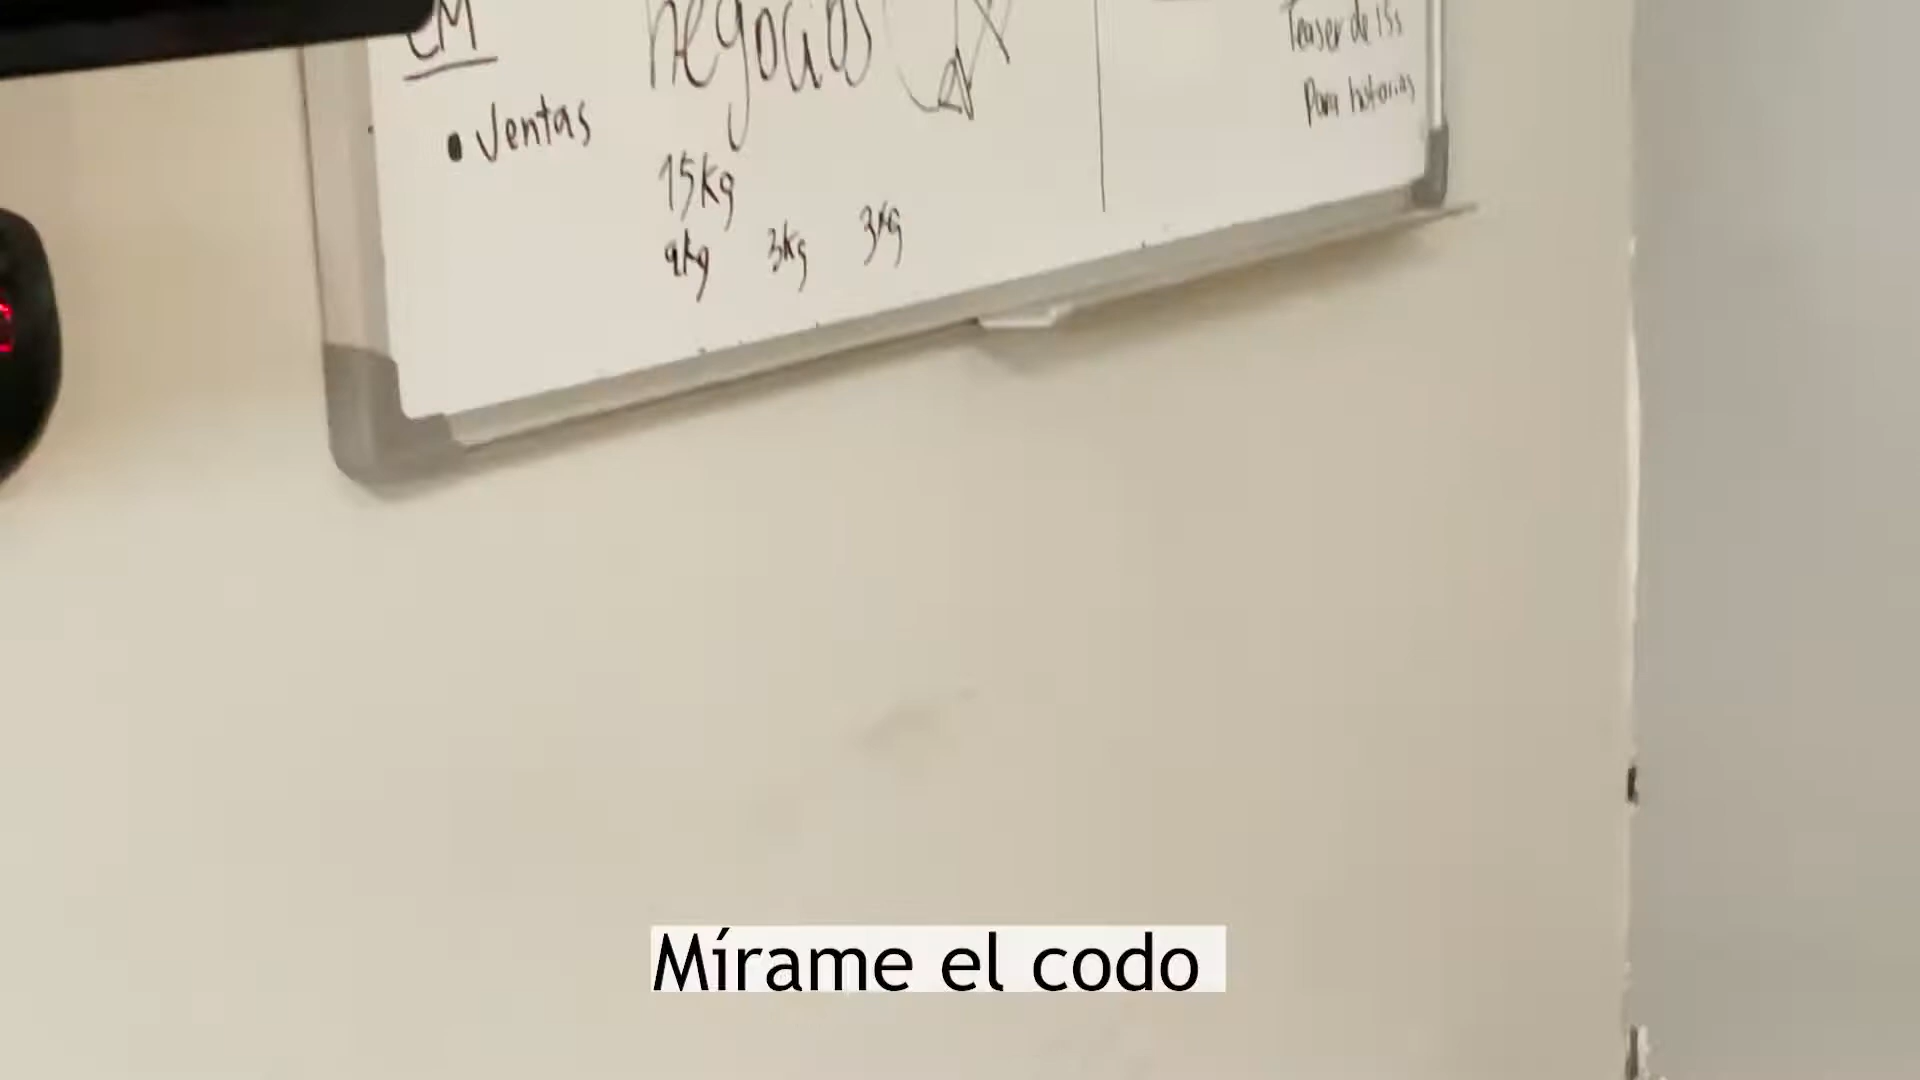 CM
negocios
• Ventas
15kg
9kg 3kg 3kg
Teaser de 15s
Para historias
Mírame el codo